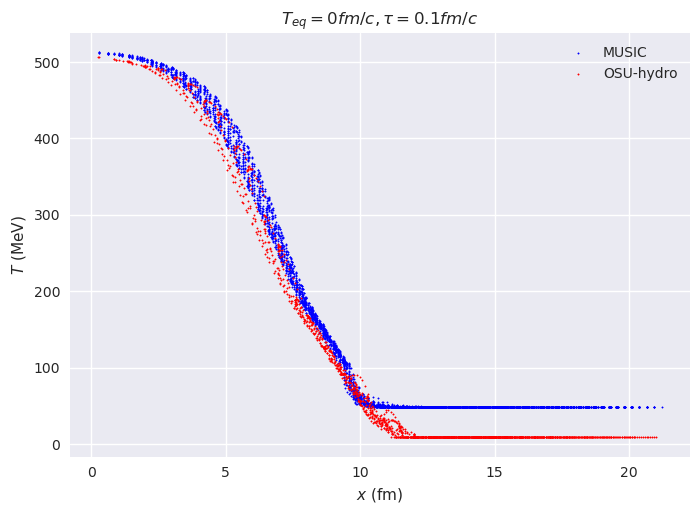 T_eq = 0fm/c, τ = 0.1fm/c
MUSIC
OSU-hydro
T (MeV)
500
400
300
200
100
0
0 5 10 15 20
x (fm)